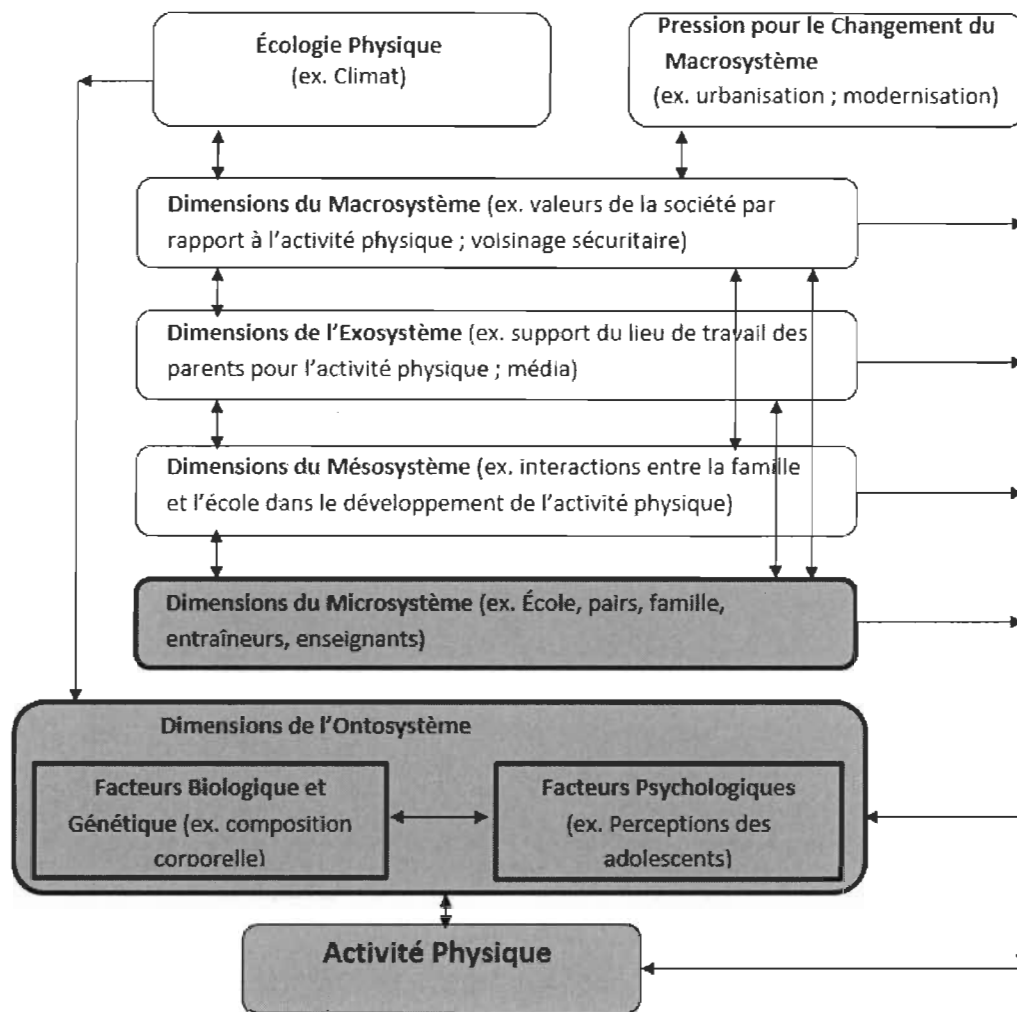 Écologie Physique
(ex. Climat)
Pression pour le Changement du
Macrosystème
(ex. urbanisation ; modernisation)
Dimensions du Macrosystème (ex. valeurs de la société par
rapport à l'activité physique ; voisinage sécuritaire)
Dimensions de l'Exosystème (ex. support du lieu de travail des
parents pour l'activité physique ; média)
Dimensions du Mésosystème (ex. interactions entre la famille
et l'école dans le développement de l'activité physique)
Dimensions du Microsystème (ex. École, pairs, famille,
entraîneurs, enseignants)
Dimensions de l'Ontosystème
Facteurs Biologique et
Génétique (ex. composition
corporelle)
Facteurs Psychologiques
(ex. Perceptions des
adolescents)
Activité Physique